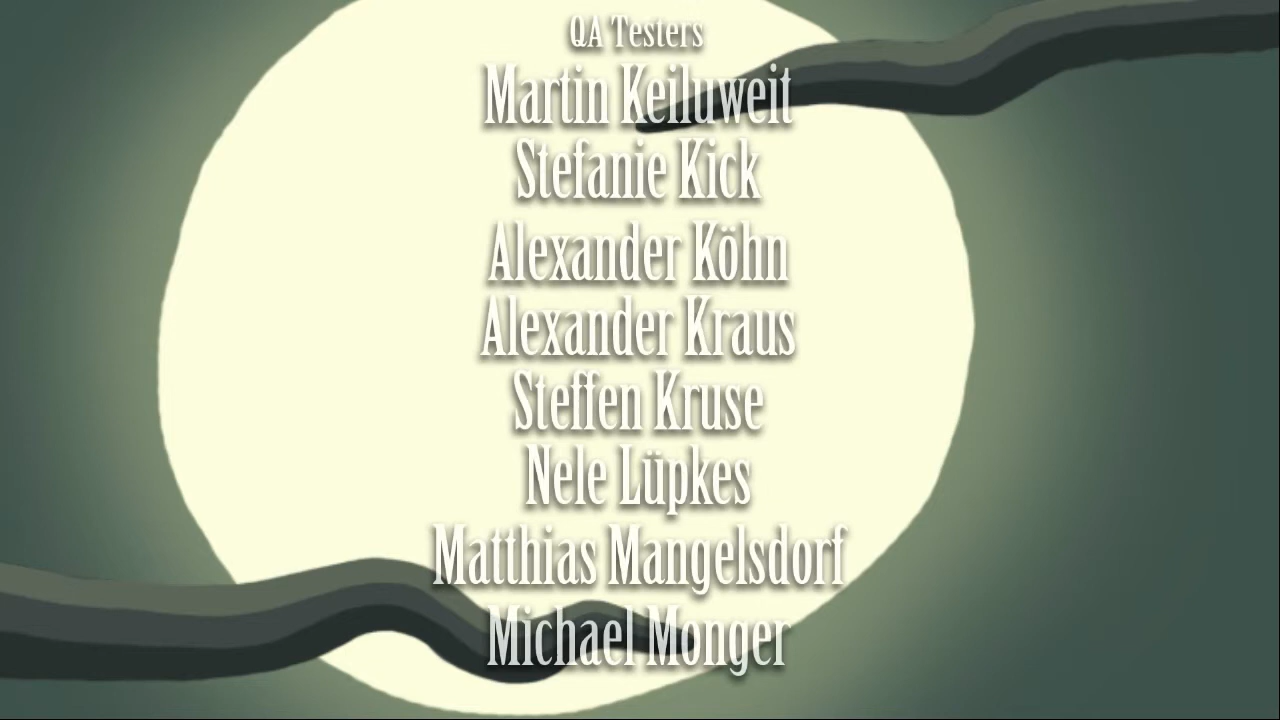 QA Testers
Martin Keiluweit
Stefanie Kick
Alexander Köhn
Alexander Kraus
Steffen Kruse
Nele Lüpkes
Matthias Mangelsdorf
Michael Monger